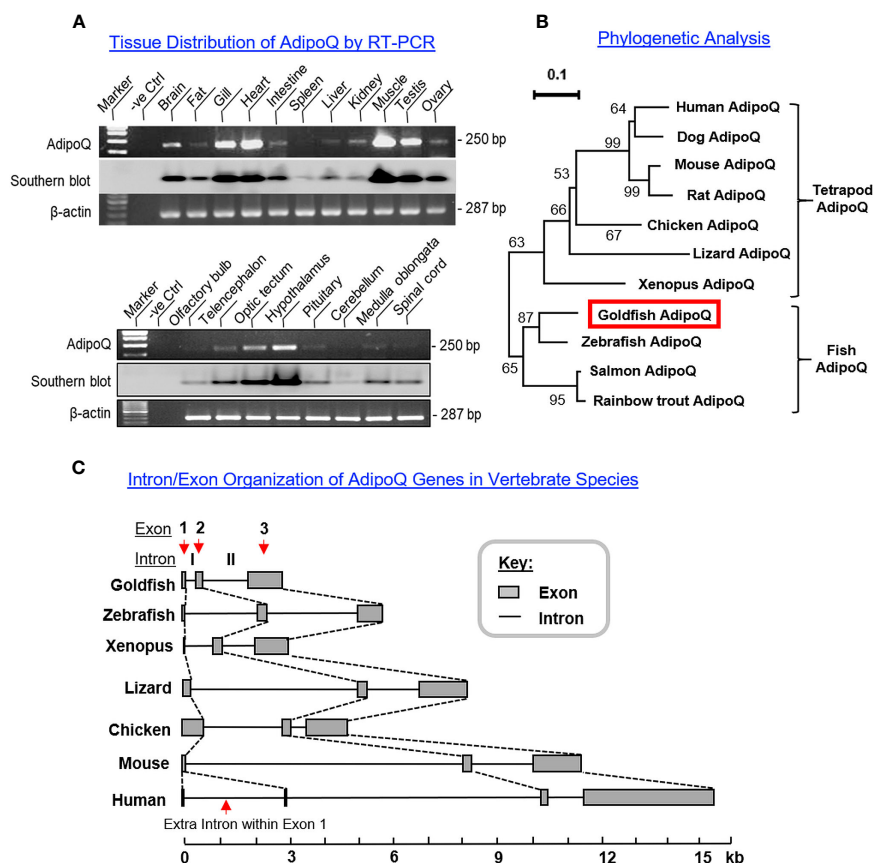 A
Tissue Distribution of AdipoQ by RT-PCR
Marker
-ve Ctrl
Brain
Fat
Gill
Heart
Intestine
Spleen
Liver
Kidney
Muscle
Testis
Ovary
AdipoQ
- 250 bp
Southern blot
β-actin
- 287 bp
Marker
-ve Ctrl
Olfactory bulb
Telencephalon
Optic tectum
Hypothalamus
Pituitary
Cerebellum
Medulla oblongata
Spinal cord
AdipoQ
- 250 bp
Southern blot
β-actin
- 287 bp
B
Phylogenetic Analysis
0.1
64
Human AdipoQ
Dog AdipoQ
99
Mouse AdipoQ
53
99
Rat AdipoQ
Tetrapod
AdipoQ
66
67
Chicken AdipoQ
63
Lizard AdipoQ
Xenopus AdipoQ
87
Goldfish AdipoQ
Zebrafish AdipoQ
Fish
AdipoQ
65
Salmon AdipoQ
95
Rainbow trout AdipoQ
C
Intron/Exon Organization of AdipoQ Genes in Vertebrate Species
Exon 1 2 3
Intron I II
Goldfish
Zebrafish
Xenopus
Lizard
Chicken
Mouse
Human
Extra Intron within Exon 1
0 3 6 9 12 15 kb
Key:
Exon
Intron